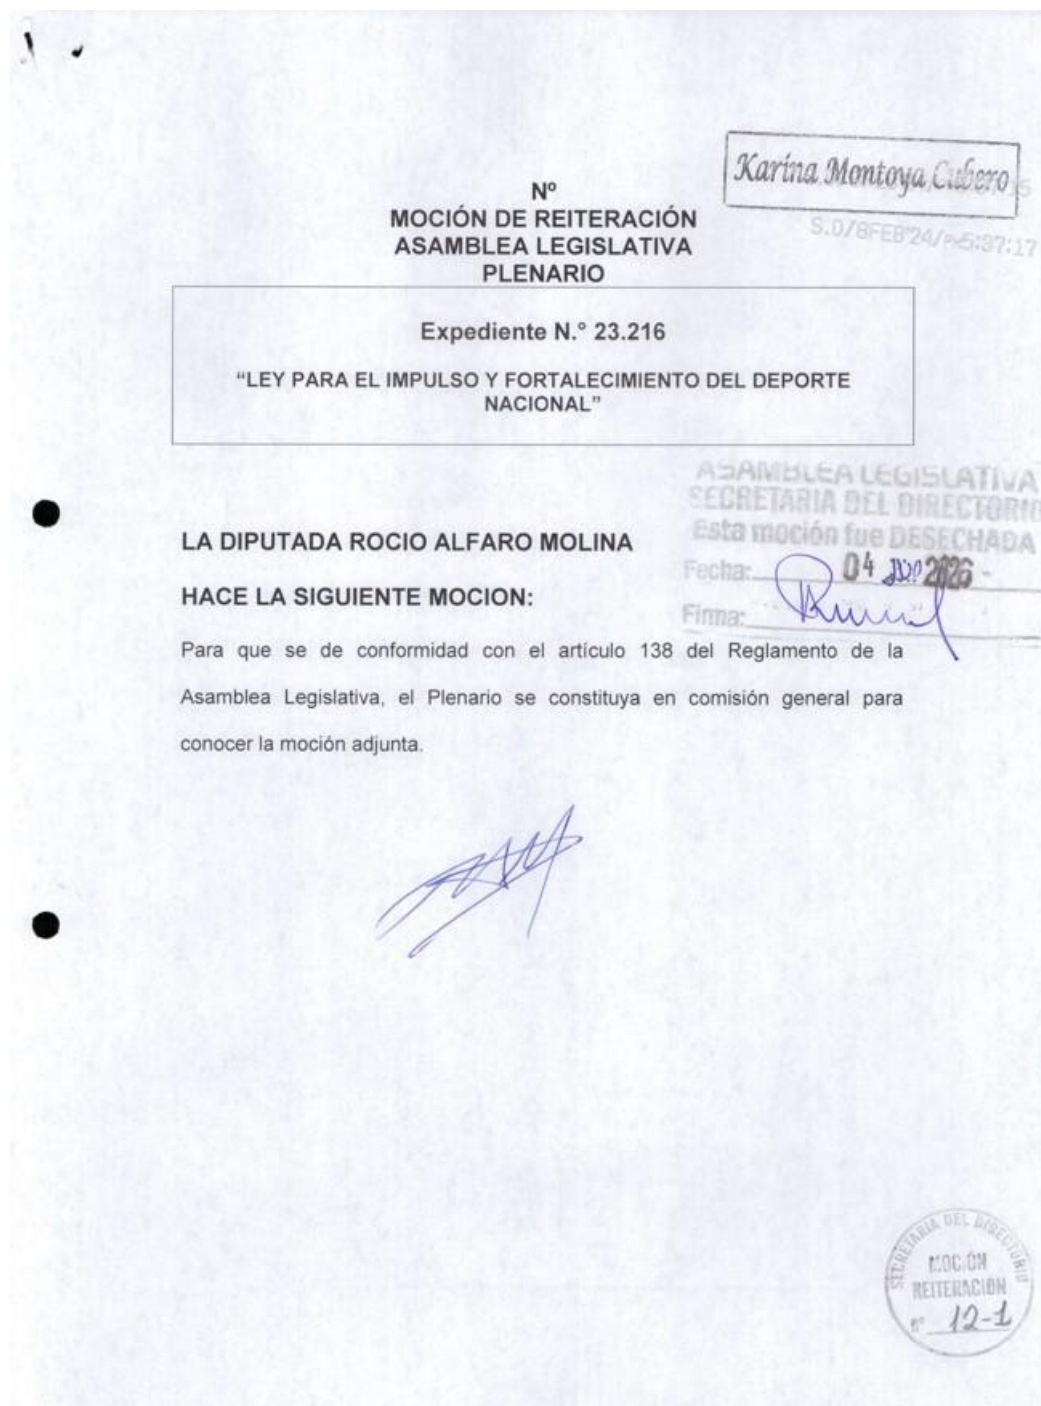 Karina Montoya Cubero
S.D/8FEB'24/PM5:37:17
Nº
MOCIÓN DE REITERACIÓN
ASAMBLEA LEGISLATIVA
PLENARIO
Expediente N.° 23.216
“LEY PARA EL IMPULSO Y FORTALECIMIENTO DEL DEPORTE
NACIONAL”
ASAMBLEA LEGISLATIVA
SECRETARIA DEL DIRECTORIO
Esta moción fue DESECHADA
Fecha: 04 2026
Firma:
LA DIPUTADA ROCIO ALFARO MOLINA
HACE LA SIGUIENTE MOCION:
Para que se de conformidad con el artículo 138 del Reglamento de la
Asamblea Legislativa, el Plenario se constituya en comisión general para
conocer la moción adjunta.
SECRETARIA DEL DIRECTORIO
MOCIÓN
REITERACION
Nº 12-1